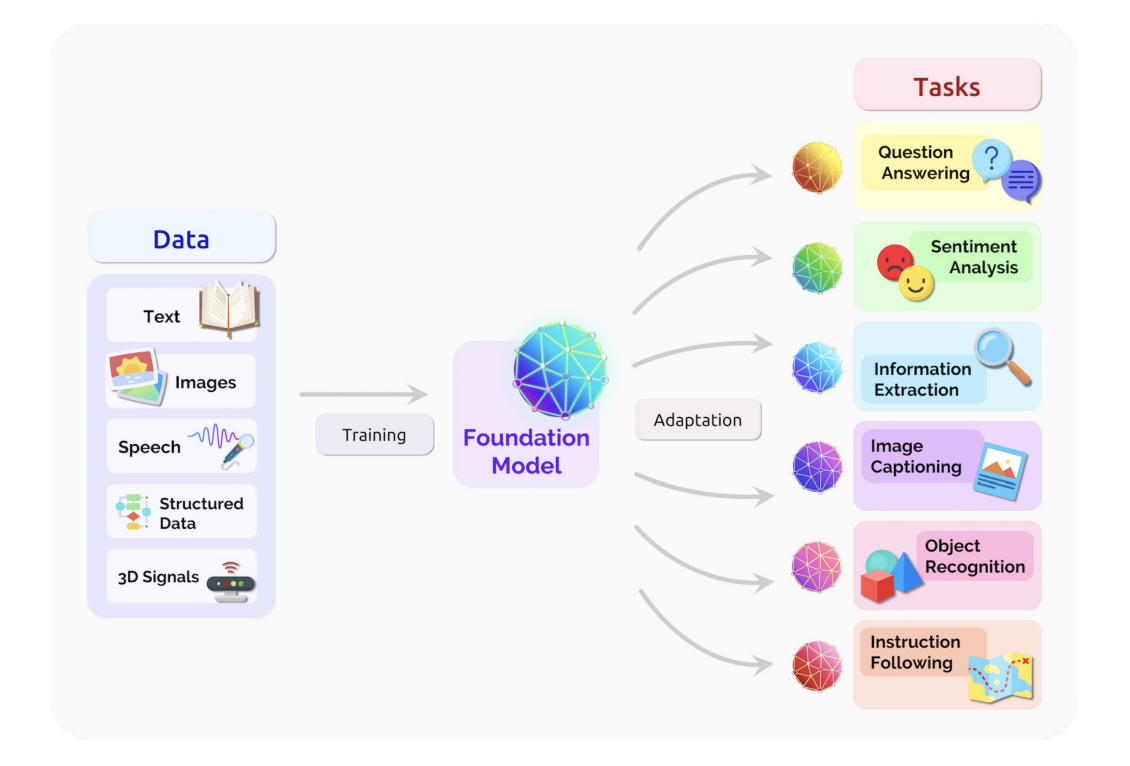 Data
Text
Images
Speech
Structured
Data
3D Signals
Training
Foundation
Model
Adaptation
Tasks
Question
Answering
Sentiment
Analysis
Information
Extraction
Image
Captioning
Object
Recognition
Instruction
Following